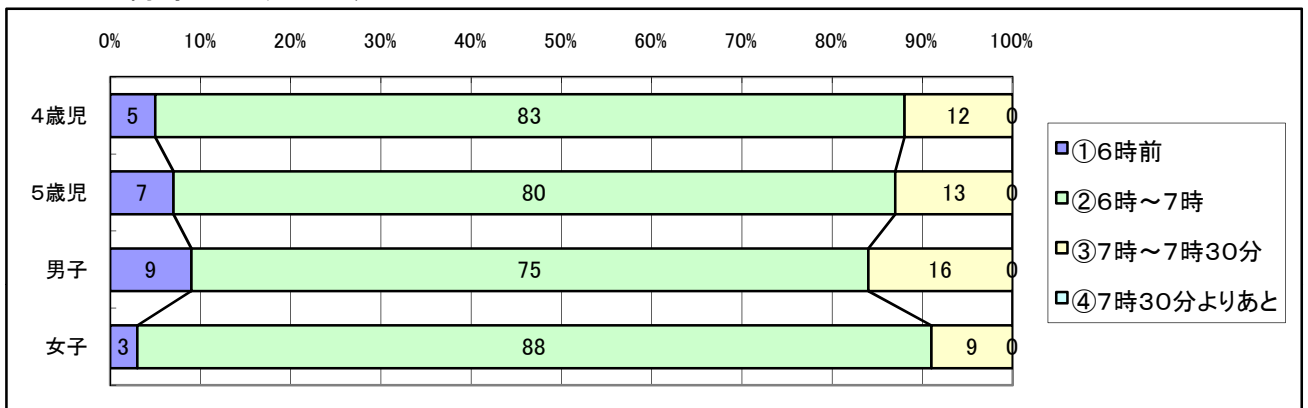 0% 10% 20% 30% 40% 50% 60% 70% 80% 90% 100%
4歳児 5 83 12 0
5歳児 7 80 13 0
男子 9 75 16 0
女子 3 88 9 0
①6時前
②6時～7時
③7時～7時30分
④7時30分よりあと